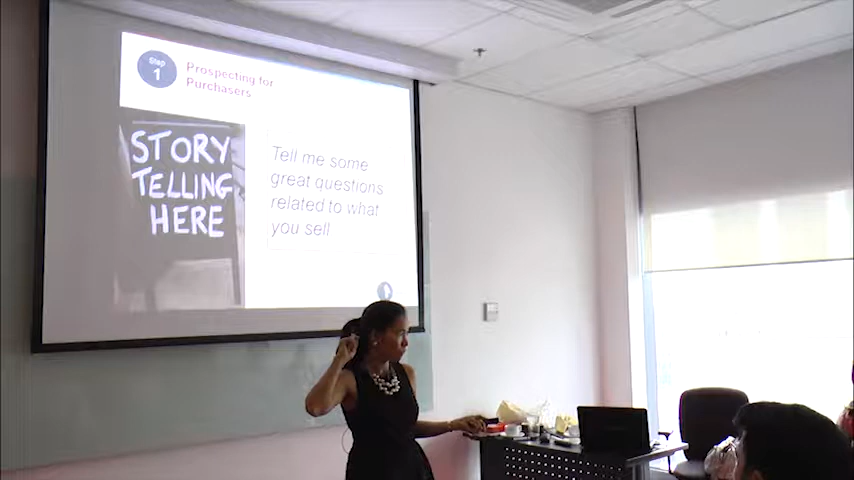 Step
1
Prospecting for
Purchasers
STORY
TELLING
HERE
Tell me some
great questions
related to what
you sell